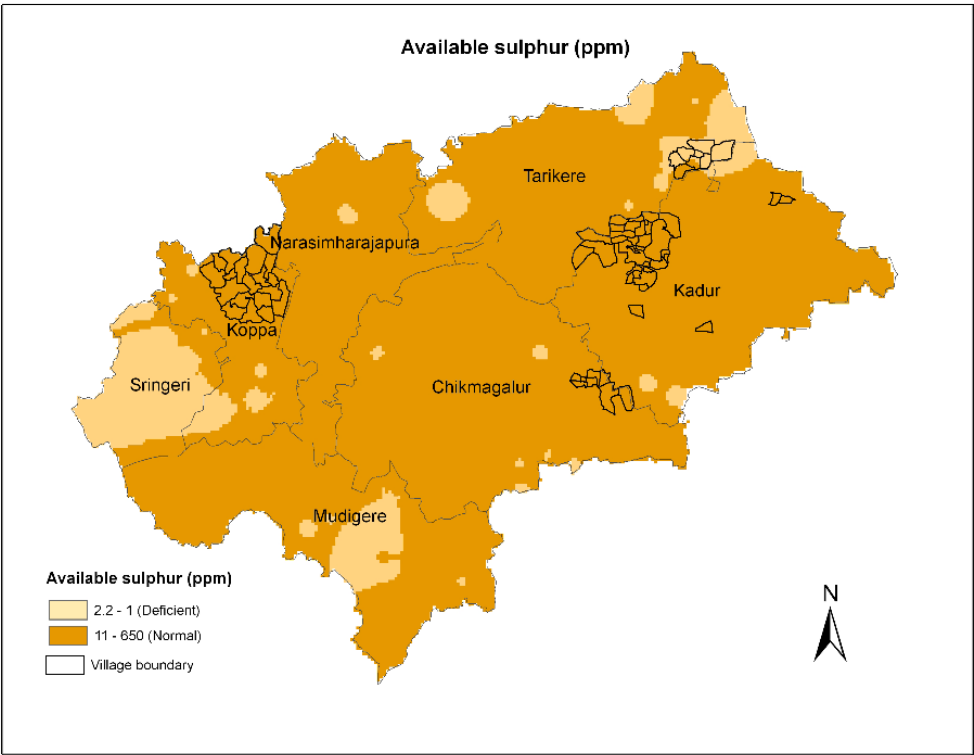 Available sulphur (ppm)
Tarikere
Narasimharajapura
Kadur
Koppa
Sringeri
Chikmagalur
Mudigere
Available sulphur (ppm)
2.2 - 1 (Deficient)
11 - 650 (Normal)
Village boundary
N